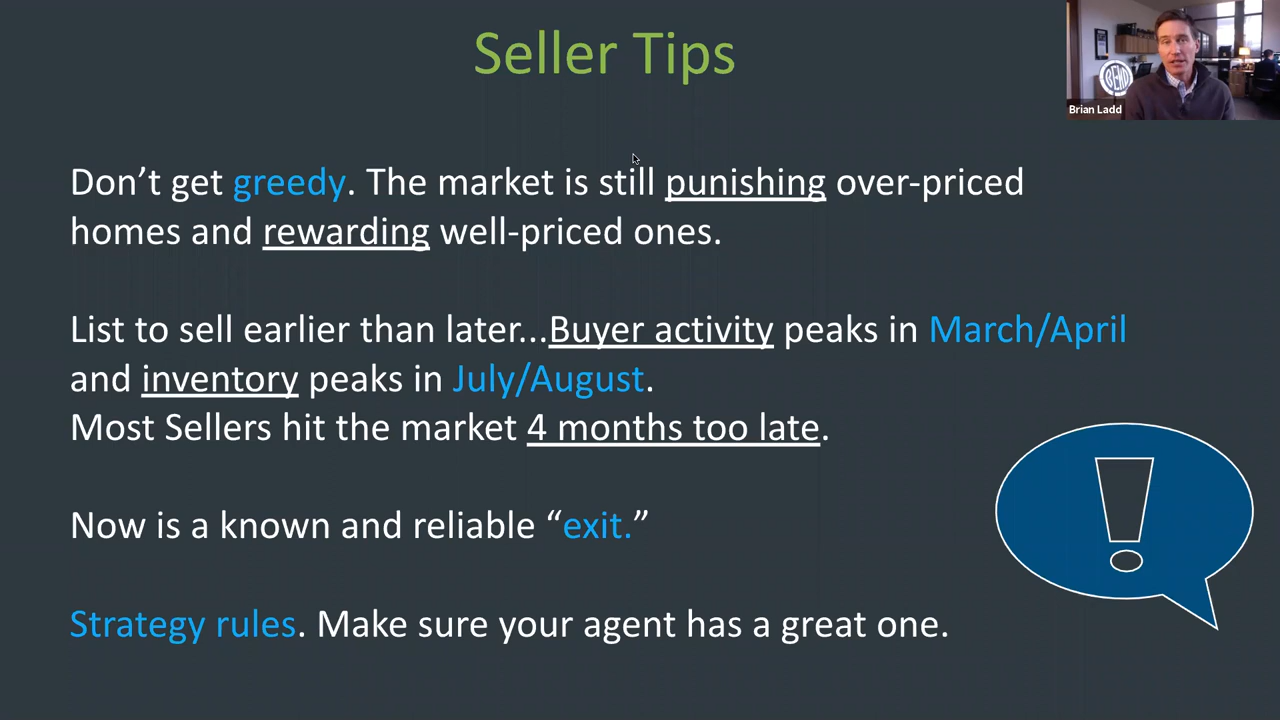 Seller Tips
BEND
Brian Ladd
Don’t get greedy. The market is still punishing over-priced
homes and rewarding well-priced ones.
List to sell earlier than later...Buyer activity peaks in March/April
and inventory peaks in July/August.
Most Sellers hit the market 4 months too late.
!
Now is a known and reliable “exit.”
Strategy rules. Make sure your agent has a great one.